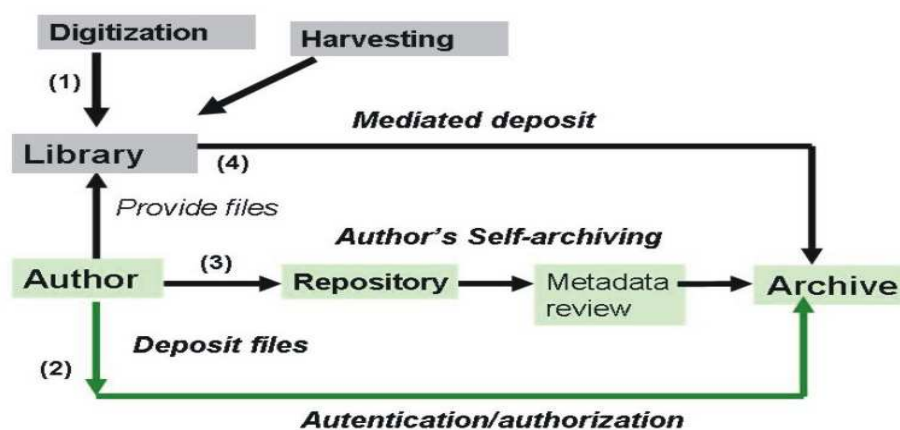 Digitization
Harvesting
(1)
Mediated deposit
Library
(4)
Provide files
Author's Self-archiving
(3)
Author
Repository
Metadata
review
Archive
Deposit files
(2)
Autentication/authorization